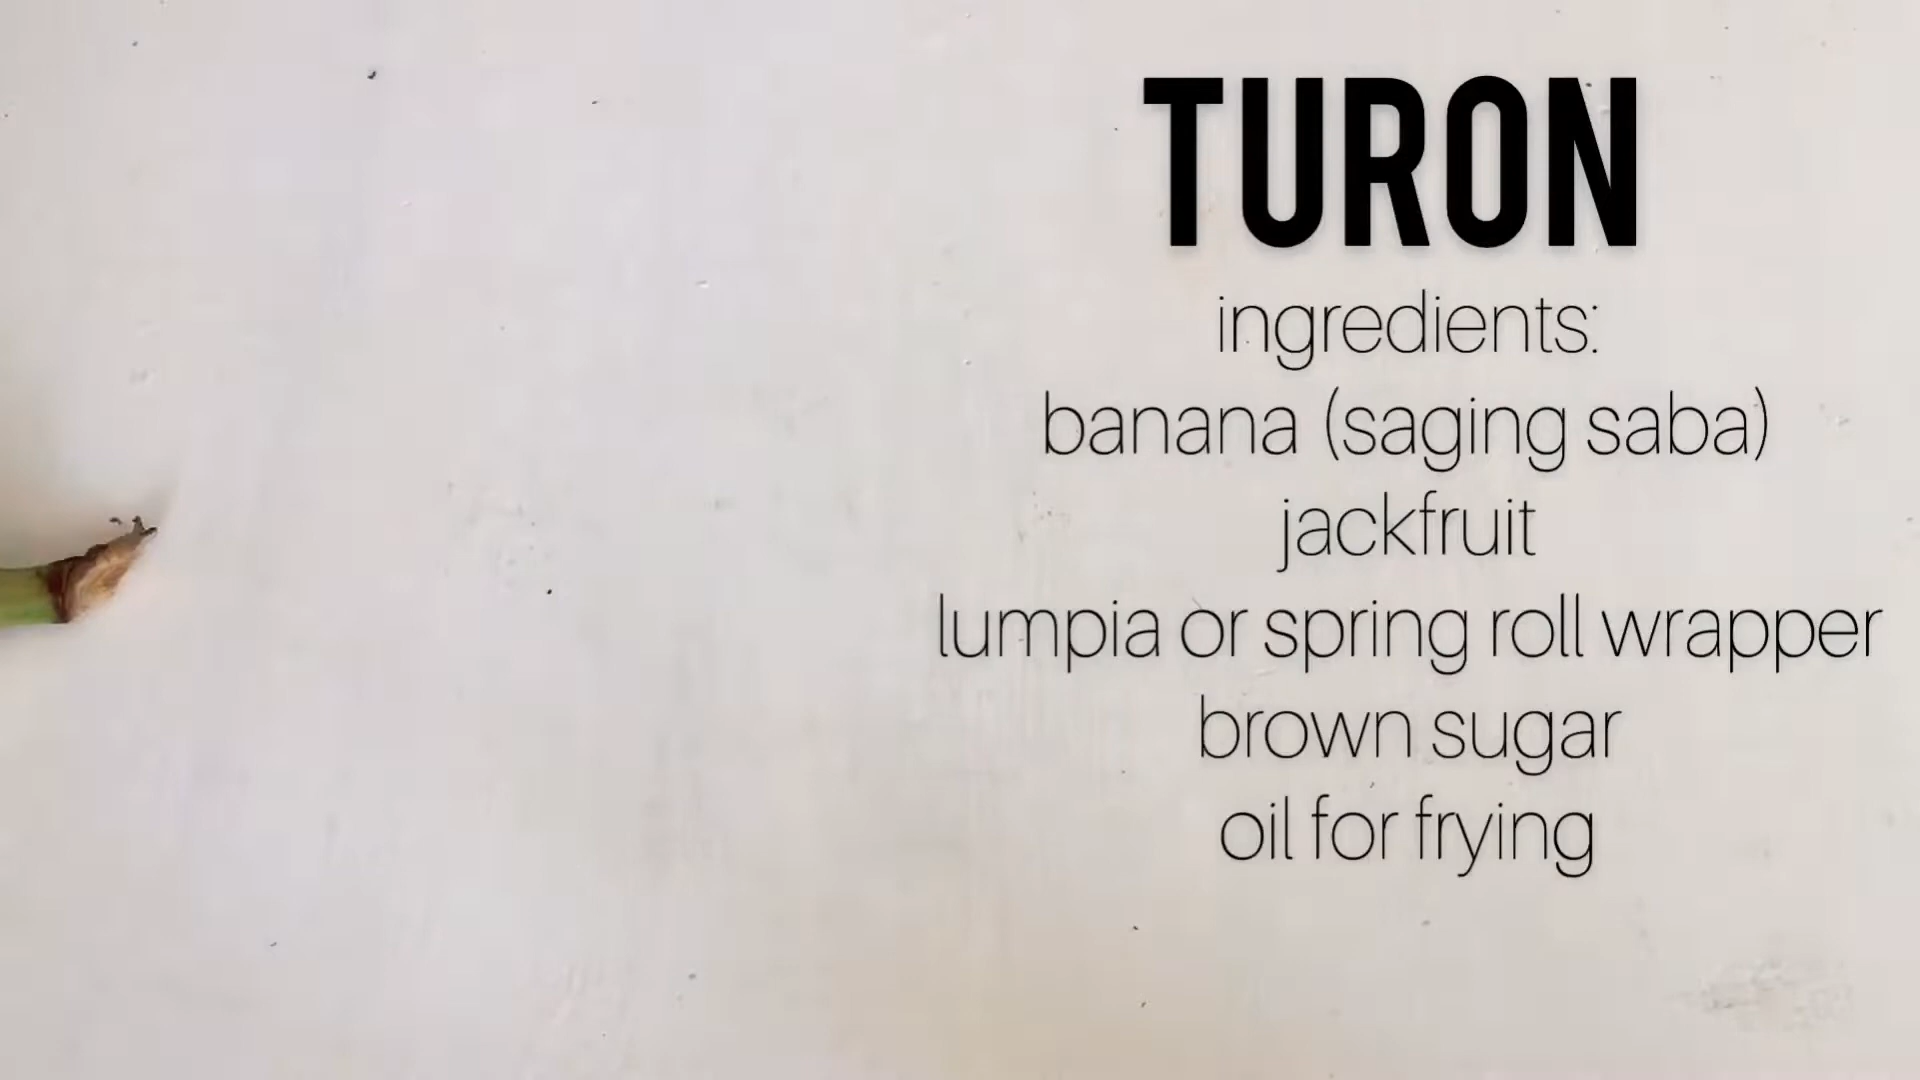 TURON
ingredients:
banana (saging saba)
jackfruit
lumpia or spring roll wrapper
brown sugar
oil for frying